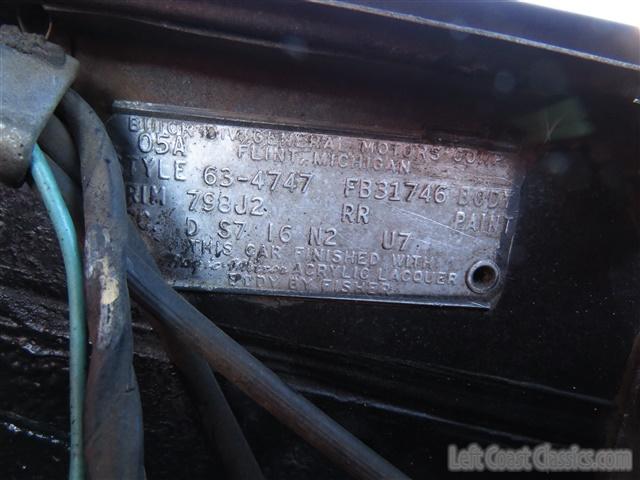 BUICK DIV. GENERAL MOTORS CORP.
05A FLINT, MICHIGAN
STYLE 63-4747 FB31746 BODY
TRIM 798J2 RR PAINT
D S7 I6 N2 U7
THIS CAR FINISHED WITH
ACRYLIC LACQUER
BODY BY FISHER
Left Coast Classics.com